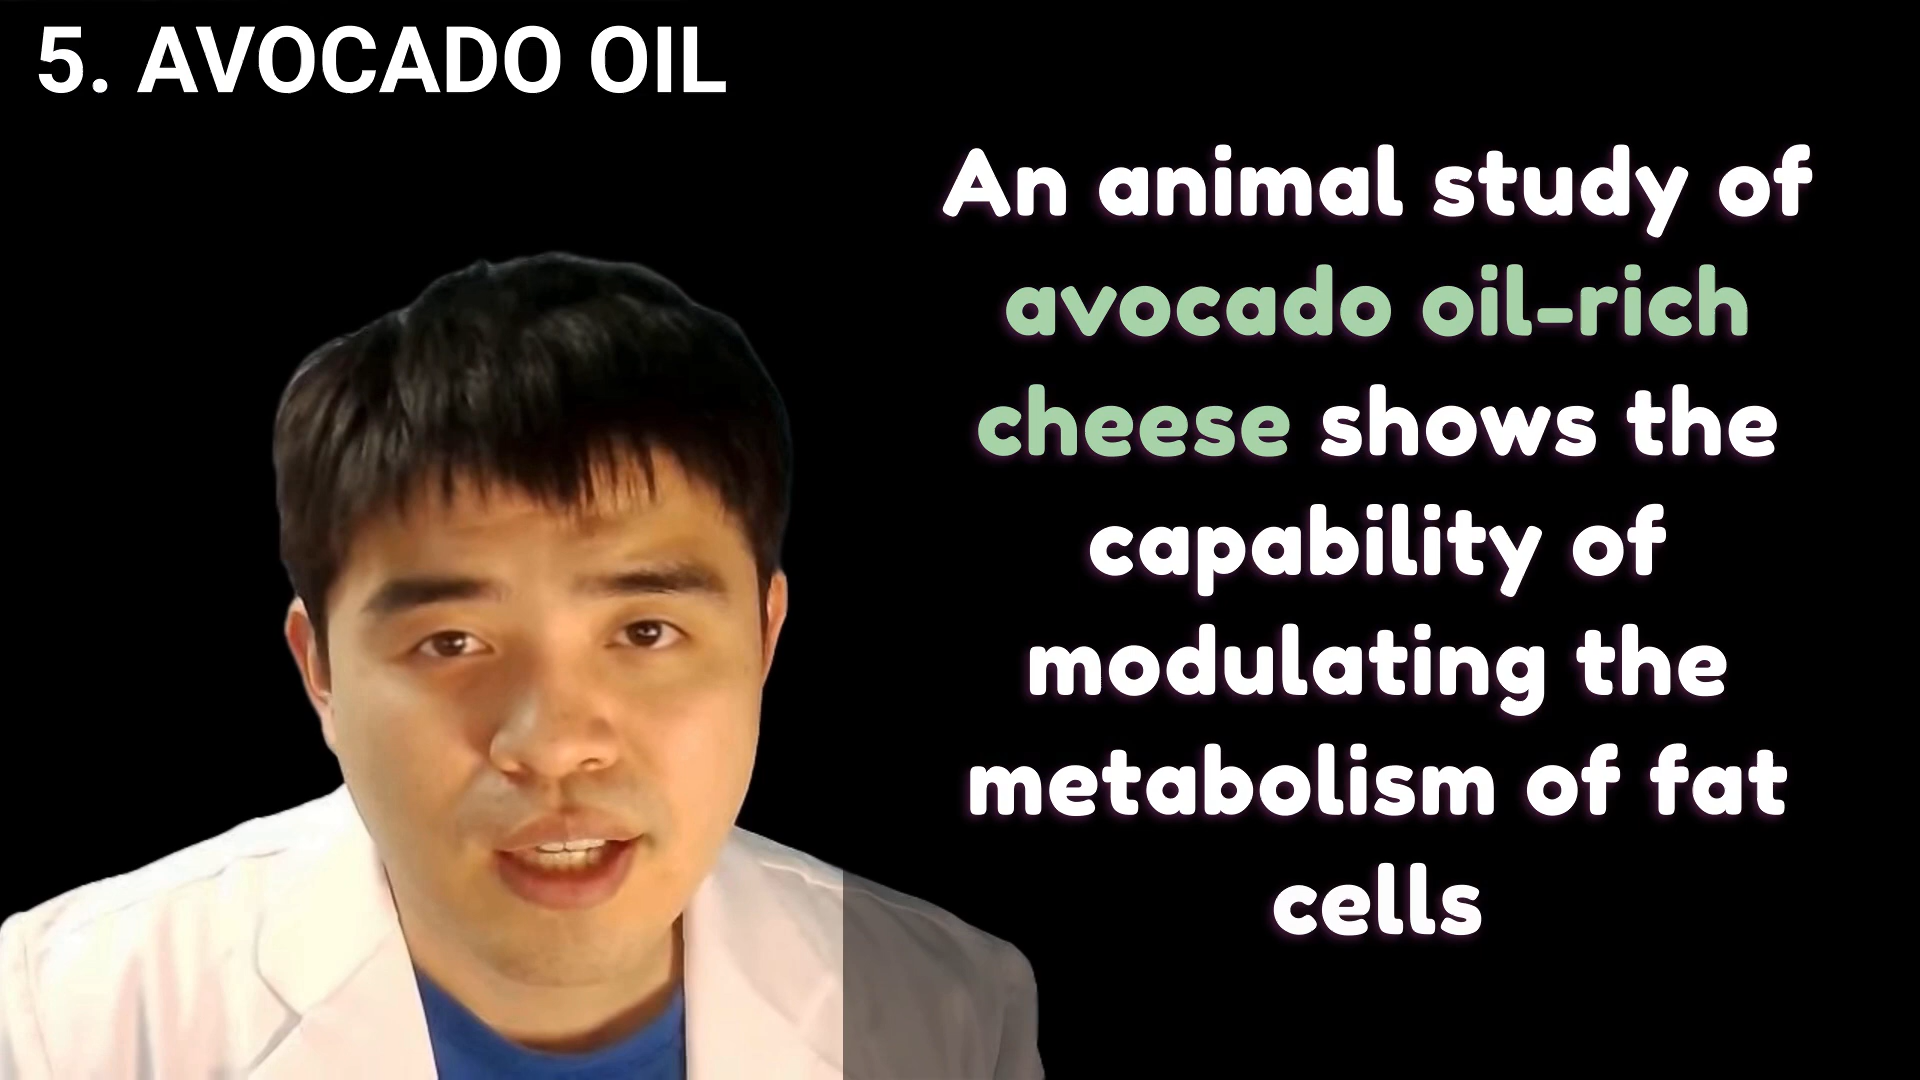 5. AVOCADO OIL
An animal study of
avocado oil-rich
cheese shows the
capability of
modulating the
metabolism of fat
cells